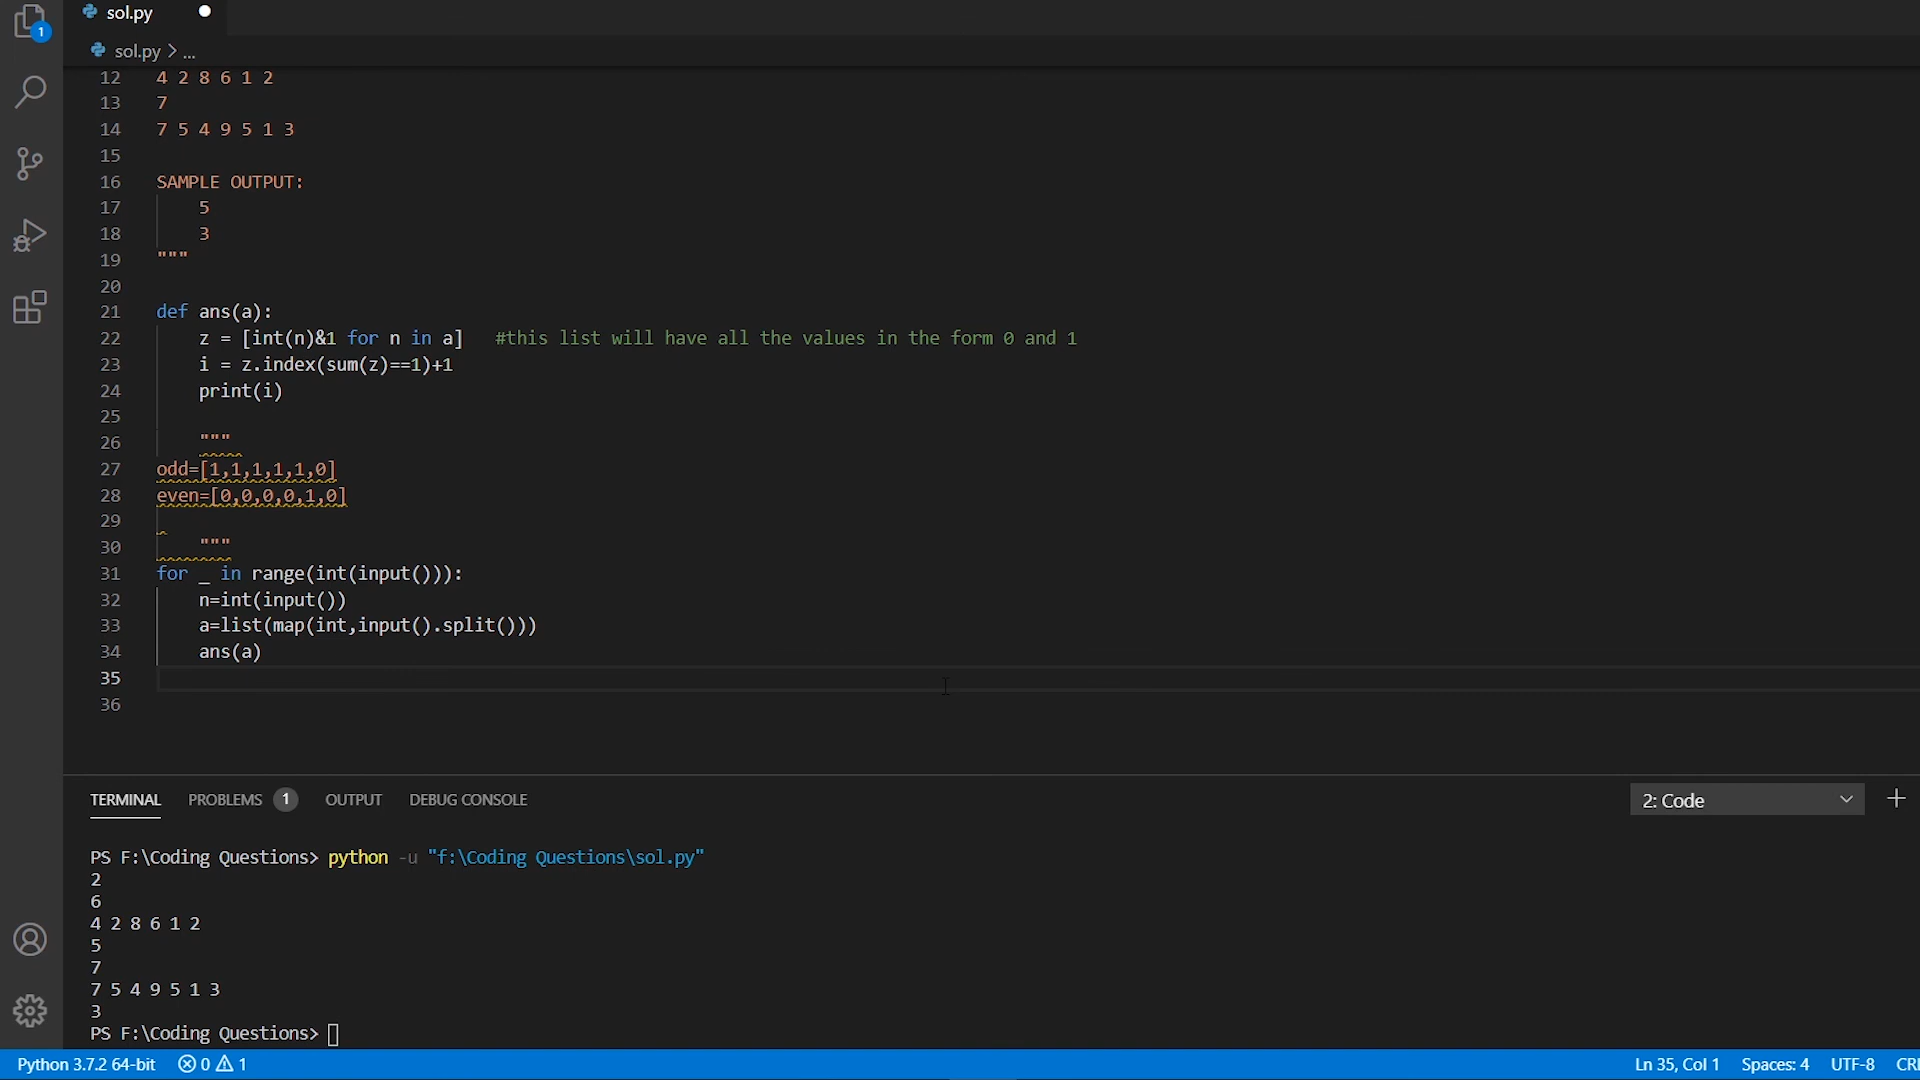 1
sol.py
sol.py > ...
12 4 2 8 6 1 2
13 7
14 7 5 4 9 5 1 3
15
16 SAMPLE OUTPUT:
17 5
18 3
19 """
20
21 def ans(a):
22 z = [int(n)&1 for n in a] #this list will have all the values in the form 0 and 1
23 i = z.index(sum(z)==1)+1
24 print(i)
25
26 """
27 odd=[1,1,1,1,1,0]
28 even=[0,0,0,0,1,0]
29
30 """
31 for _ in range(int(input())):
32 n=int(input())
33 a=list(map(int,input().split()))
34 ans(a)
35
36
TERMINAL PROBLEMS 1 OUTPUT DEBUG CONSOLE 2: Code
PS F:\Coding Questions> python -u "f:\Coding Questions\sol.py"
2
6
4 2 8 6 1 2
5
7
7 5 4 9 5 1 3
3
PS F:\Coding Questions>
Python 3.7.2 64-bit 0 1 Ln 35, Col 1 Spaces: 4 UTF-8 CRL